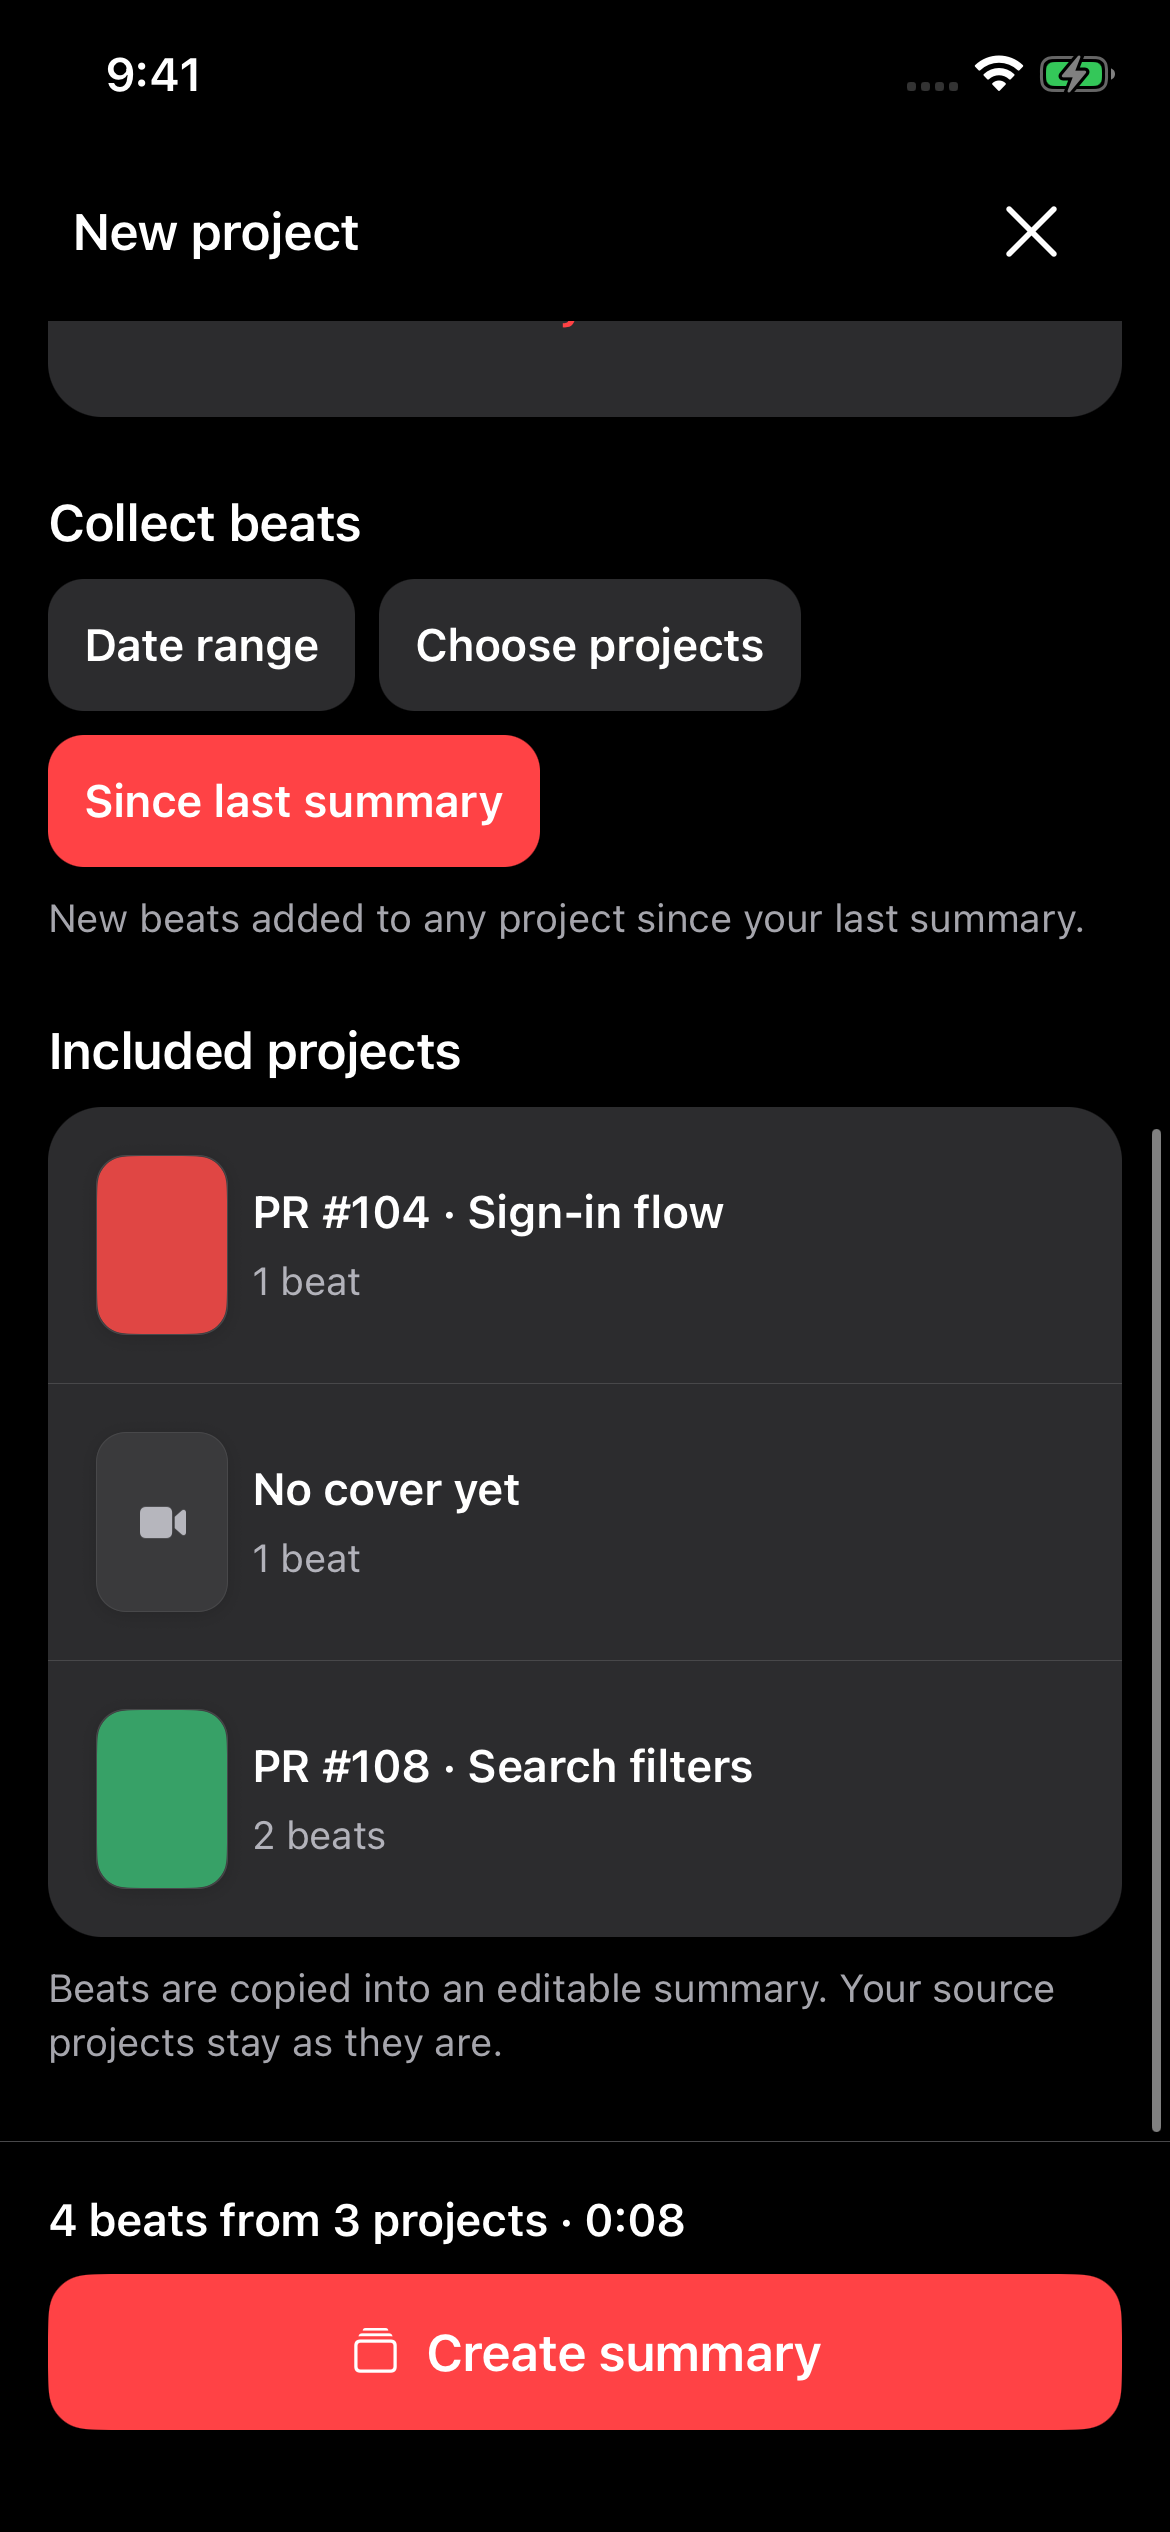 9:41
New project
Collect beats
Date range
Choose projects
Since last summary
New beats added to any project since your last summary.
Included projects
PR #104 · Sign-in flow
1 beat
No cover yet
1 beat
PR #108 · Search filters
2 beats
Beats are copied into an editable summary. Your source
projects stay as they are.
4 beats from 3 projects · 0:08
Create summary